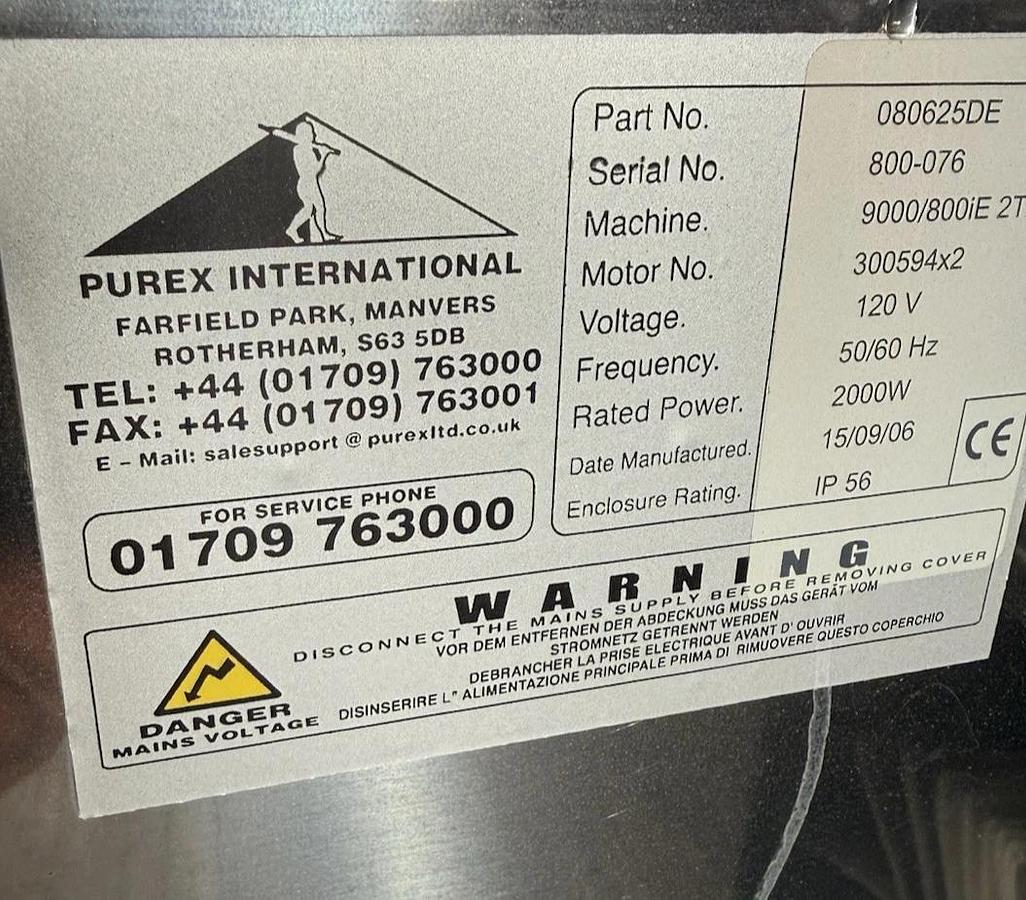 PUREX INTERNATIONAL
FARFIELD PARK, MANVERS
ROTHERHAM, S63 5DB
TEL: +44 (01709) 763000
FAX: +44 (01709) 763001
E – Mail: salesupport @ purexltd.co.uk
FOR SERVICE PHONE
01709 763000
Part No. 080625DE
Serial No. 800-076
Machine. 9000/800iE 2T
Motor No. 300594x2
Voltage. 120 V
Frequency. 50/60 Hz
Rated Power. 2000W
Date Manufactured. 15/09/06
Enclosure Rating. IP 56
CE
WARNING
DISCONNECT THE MAINS SUPPLY BEFORE REMOVING COVER
VOR DEM ENTFERNEN DER ABDECKUNG MUSS DAS GERÄT VOM
STROMNETZ GETRENNT WERDEN
DEBRANCHER LA PRISE ELECTRIQUE AVANT D' OUVRIR
DISINSERIRE L" ALIMENTAZIONE PRINCIPALE PRIMA DI RIMUOVERE QUESTO COPERCHIO
DANGER
MAINS VOLTAGE